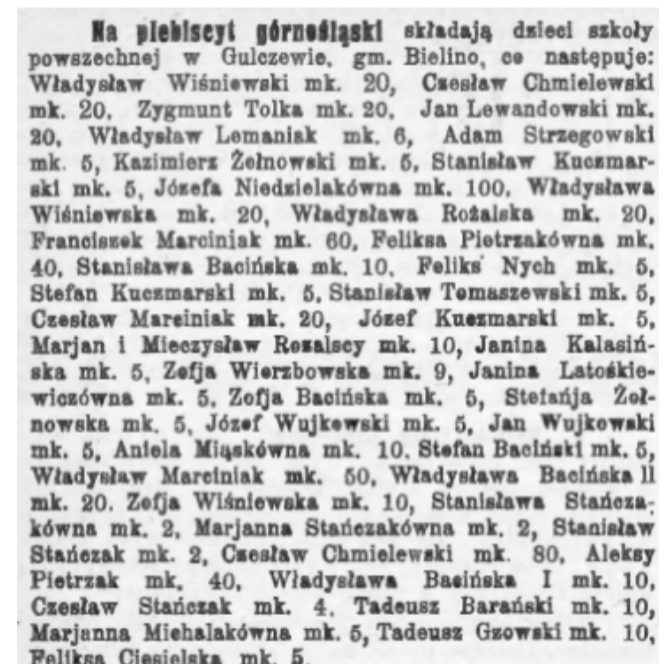 Na plebiscyt górnośląski składają dzieci szkoły
powszechnej w Gulczewie, gm. Bielino, co następuje:
Władysław Wiśniewski mk. 20, Czesław Chmielewski
mk. 20, Zygmunt Tolka mk. 20, Jan Lewandowski mk.
20, Władysław Lemaniak mk. 6, Adam Strzegowski
mk. 5, Kazimierz Żełnowski mk. 5, Stanisław Kuczmar-
ski mk. 5, Józefa Niedzielakówna mk. 100, Władysława
Wiśniewska mk. 20, Władysława Rożalska mk. 20,
Franciszek Marciniak mk. 60, Feliksa Pietrzakówna mk.
40, Stanisława Bacińska mk. 10, Feliks Nych mk. 5,
Stefan Kuczmarski mk. 5, Stanisław Tomaszewski mk. 5,
Czesław Marciniak mk. 20, Józef Kuczmarski mk. 5,
Marjan i Mieczysław Rozalscy mk. 10, Janina Kalasiń-
ska mk. 5, Zofja Wierzbowska mk. 9, Janina Latoskie-
wiczówna mk. 5, Zofja Bacińska mk. 5, Stefańja Żoł-
nowska mk. 5, Józef Wujkowski mk. 5, Jan Wujkowski
mk. 5, Aniela Miąskówna mk. 10, Stefan Baciński mk. 5,
Władysław Marciniak mk. 50, Władysława Bacińska II
mk. 20, Zofja Wiśniewska mk. 10, Stanisława Stańcza-
kówna mk. 2, Marjanna Stańczakówna mk. 2, Stanisław
Stańczak mk. 2, Czesław Chmielewski mk. 80, Aleksy
Pietrzak mk. 40, Władysława Bacińska I mk. 10,
Czesław Stańczak mk. 4, Tadeusz Barański mk. 10,
Marjanna Michalakówna mk. 5, Tadeusz Gzowski mk. 10,
Feliksa Ciesielska mk. 5.